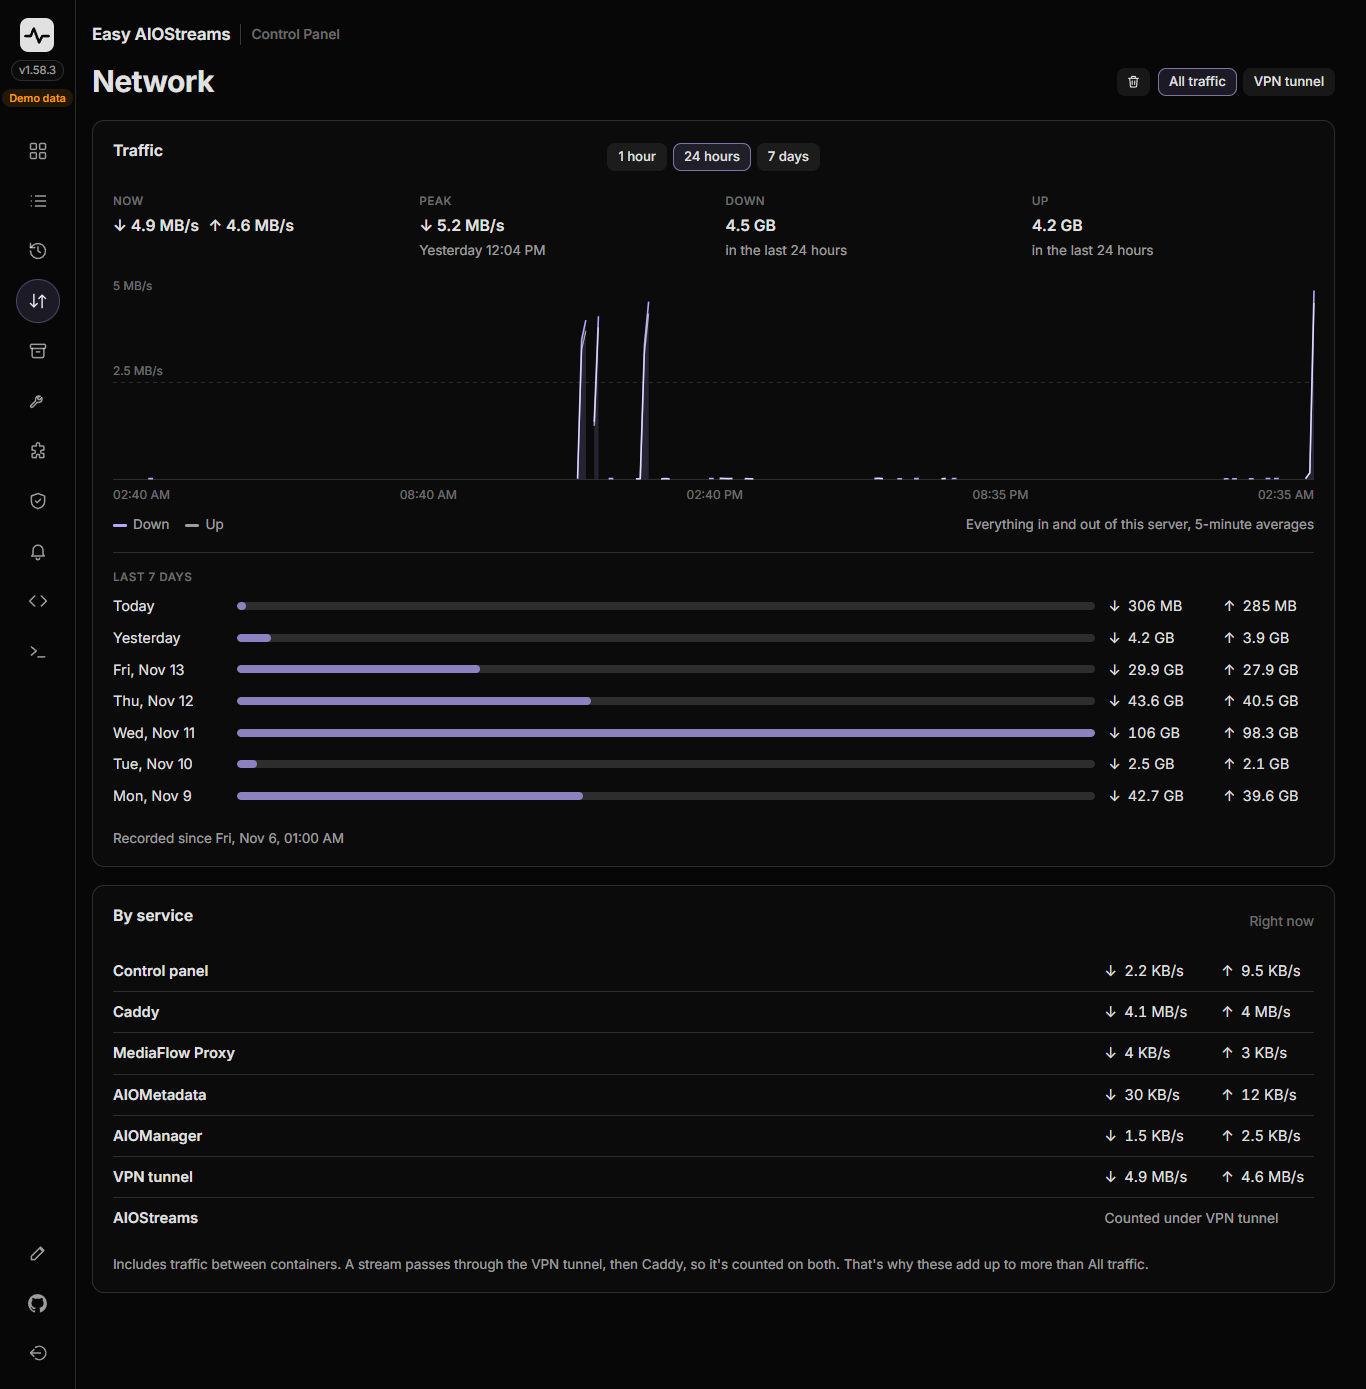 Easy AIOStreams | Control Panel
v1.58.3
Demo data
Network
All traffic
VPN tunnel
Traffic
1 hour
24 hours
7 days
NOW
↓ 4.9 MB/s ↑ 4.6 MB/s
PEAK
↓ 5.2 MB/s
Yesterday 12:04 PM
DOWN
4.5 GB
in the last 24 hours
UP
4.2 GB
in the last 24 hours
5 MB/s
2.5 MB/s
02:40 AM
08:40 AM
02:40 PM
08:35 PM
02:35 AM
Down
Up
Everything in and out of this server, 5-minute averages
LAST 7 DAYS
Today ↓ 306 MB ↑ 285 MB
Yesterday ↓ 4.2 GB ↑ 3.9 GB
Fri, Nov 13 ↓ 29.9 GB ↑ 27.9 GB
Thu, Nov 12 ↓ 43.6 GB ↑ 40.5 GB
Wed, Nov 11 ↓ 106 GB ↑ 98.3 GB
Tue, Nov 10 ↓ 2.5 GB ↑ 2.1 GB
Mon, Nov 9 ↓ 42.7 GB ↑ 39.6 GB
Recorded since Fri, Nov 6, 01:00 AM
By service
Right now
Control panel ↓ 2.2 KB/s ↑ 9.5 KB/s
Caddy ↓ 4.1 MB/s ↑ 4 MB/s
MediaFlow Proxy ↓ 4 KB/s ↑ 3 KB/s
AIOMetadata ↓ 30 KB/s ↑ 12 KB/s
AIOManager ↓ 1.5 KB/s ↑ 2.5 KB/s
VPN tunnel ↓ 4.9 MB/s ↑ 4.6 MB/s
AIOStreams Counted under VPN tunnel
Includes traffic between containers. A stream passes through the VPN tunnel, then Caddy, so it's counted on both. That's why these add up to more than All traffic.